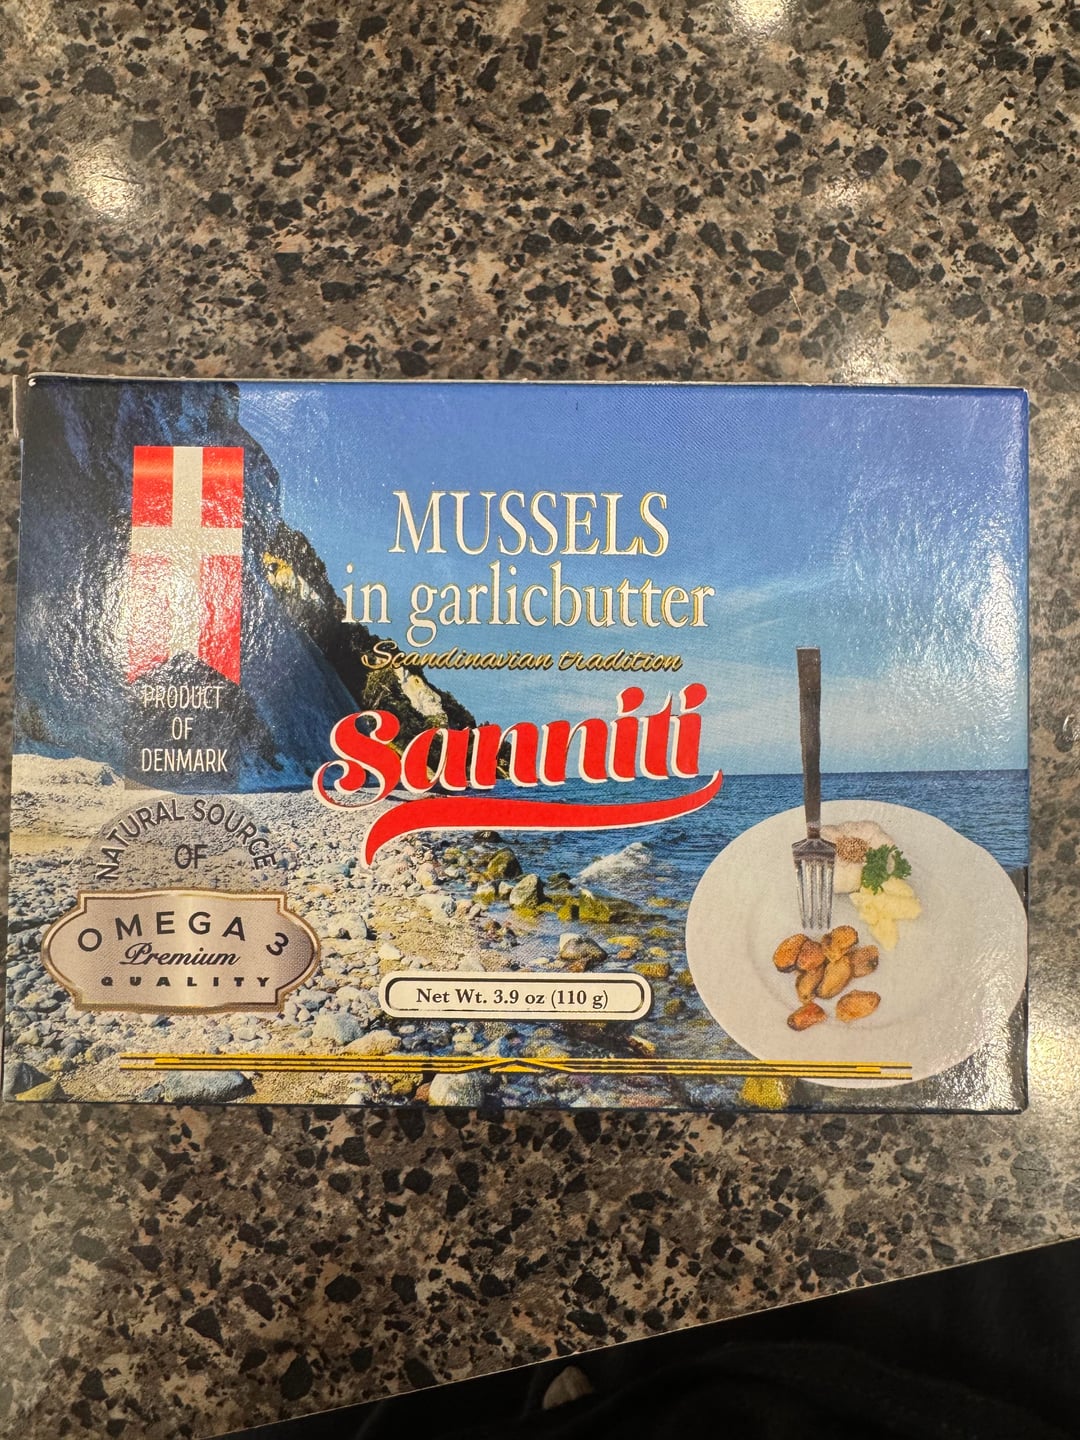 MUSSELS
in garlicbutter
Scandinavian tradition
Sanniti
PRODUCT
OF
DENMARK
NATURAL SOURCE
OF
OMEGA 3
Premium
QUALITY
Net Wt. 3.9 oz (110 g)